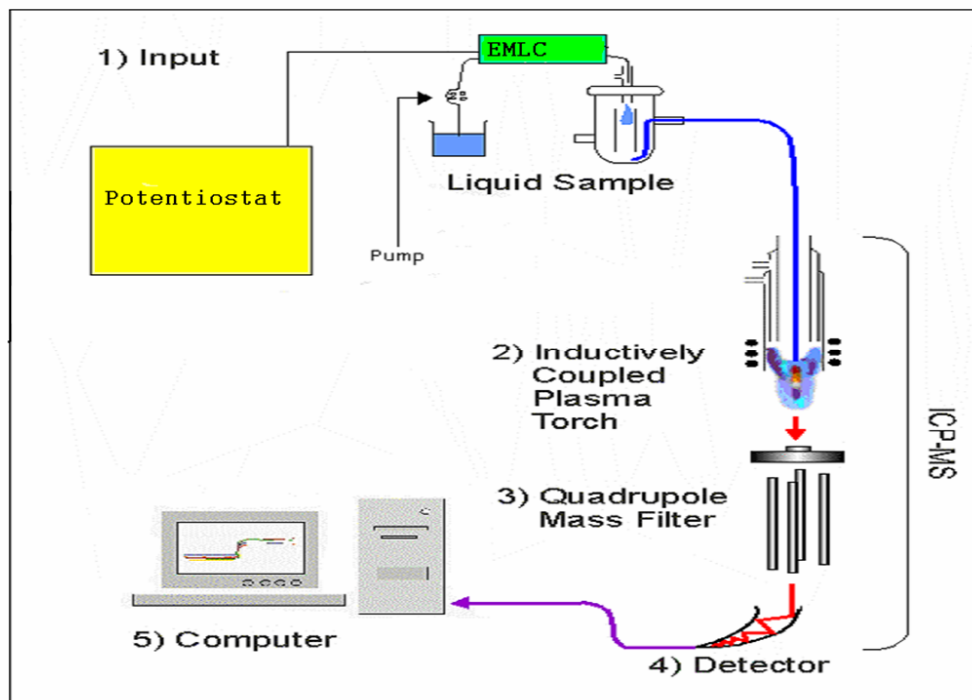 1) Input
EMLC
Potentiostat
Liquid Sample
Pump
2) Inductively
Coupled
Plasma
Torch
ICP-MS
3) Quadrupole
Mass Filter
5) Computer
4) Detector